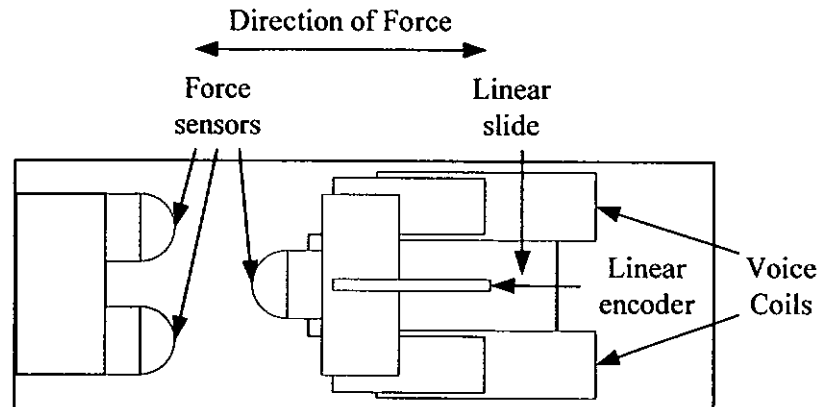 Direction of Force
Force
sensors
Linear
slide
Linear
encoder
Voice
Coils